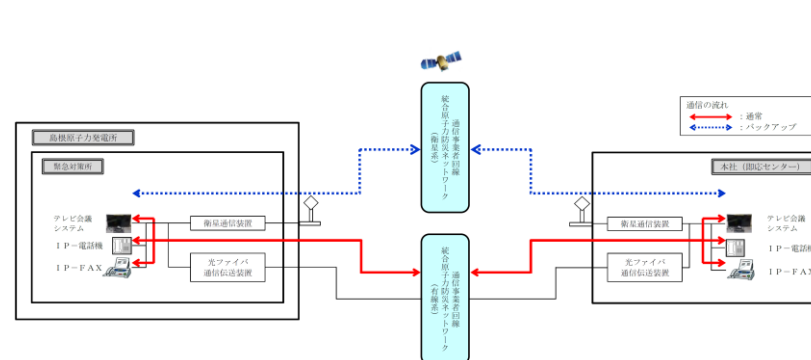 通信の流れ
：通常
：バックアップ
島根原子力発電所
緊急対策所
テレビ会議
システム
ＩＰ－電話機
ＩＰ－ＦＡＸ
衛星通信装置
光ファイバ
通信伝送装置
通信事業者回線
統合原子力防災ネットワーク
（衛星系）
通信事業者回線
統合原子力防災ネットワーク
（有線系）
本社（即応センター）
衛星通信装置
光ファイバ
通信伝送装置
テレビ会議
システム
ＩＰ－電話機
ＩＰ－ＦＡＸ